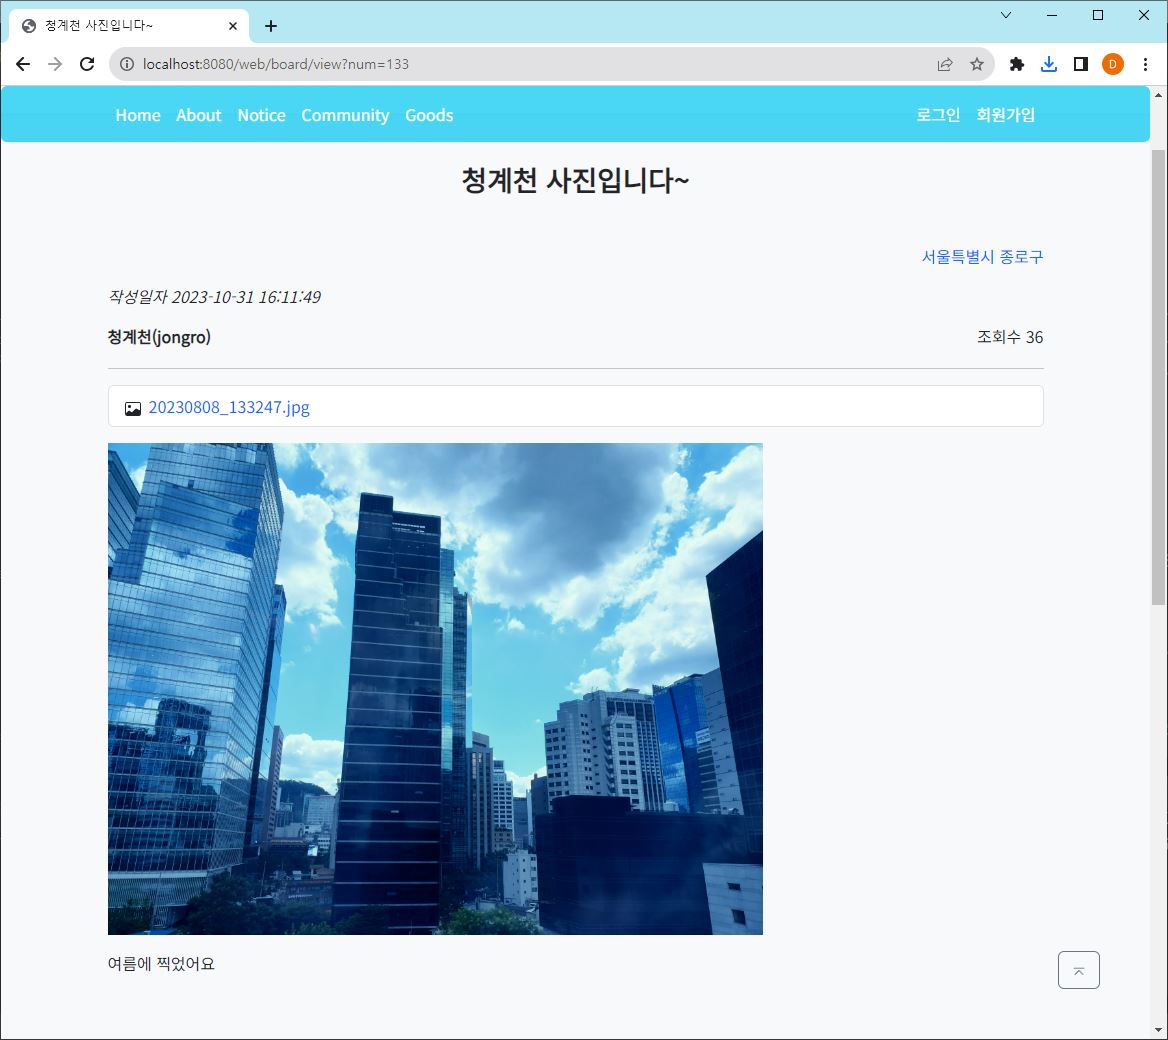 청계천 사진입니다~
localhost:8080/web/board/view?num=133
D
Home About Notice Community Goods 로그인 회원가입
청계천 사진입니다~
서울특별시 종로구
작성일자 2023-10-31 16:11:49
청계천(jongro) 조회수 36
20230808_133247.jpg
여름에 찍었어요